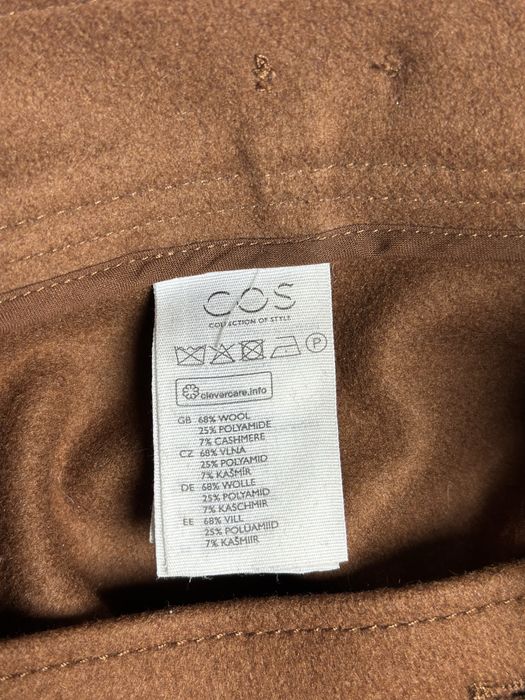 COS
COLLECTION OF STYLE
P
clevercare.info
GB 68% WOOL
25% POLYAMIDE
7% CASHMERE
CZ 68% VLNA
25% POLYAMID
7% KAŠMÍR
DE 68% WOLLE
25% POLYAMID
7% KASCHMIR
EE 68% VILL
25% POLÜAMIID
7% KAŠMIIR